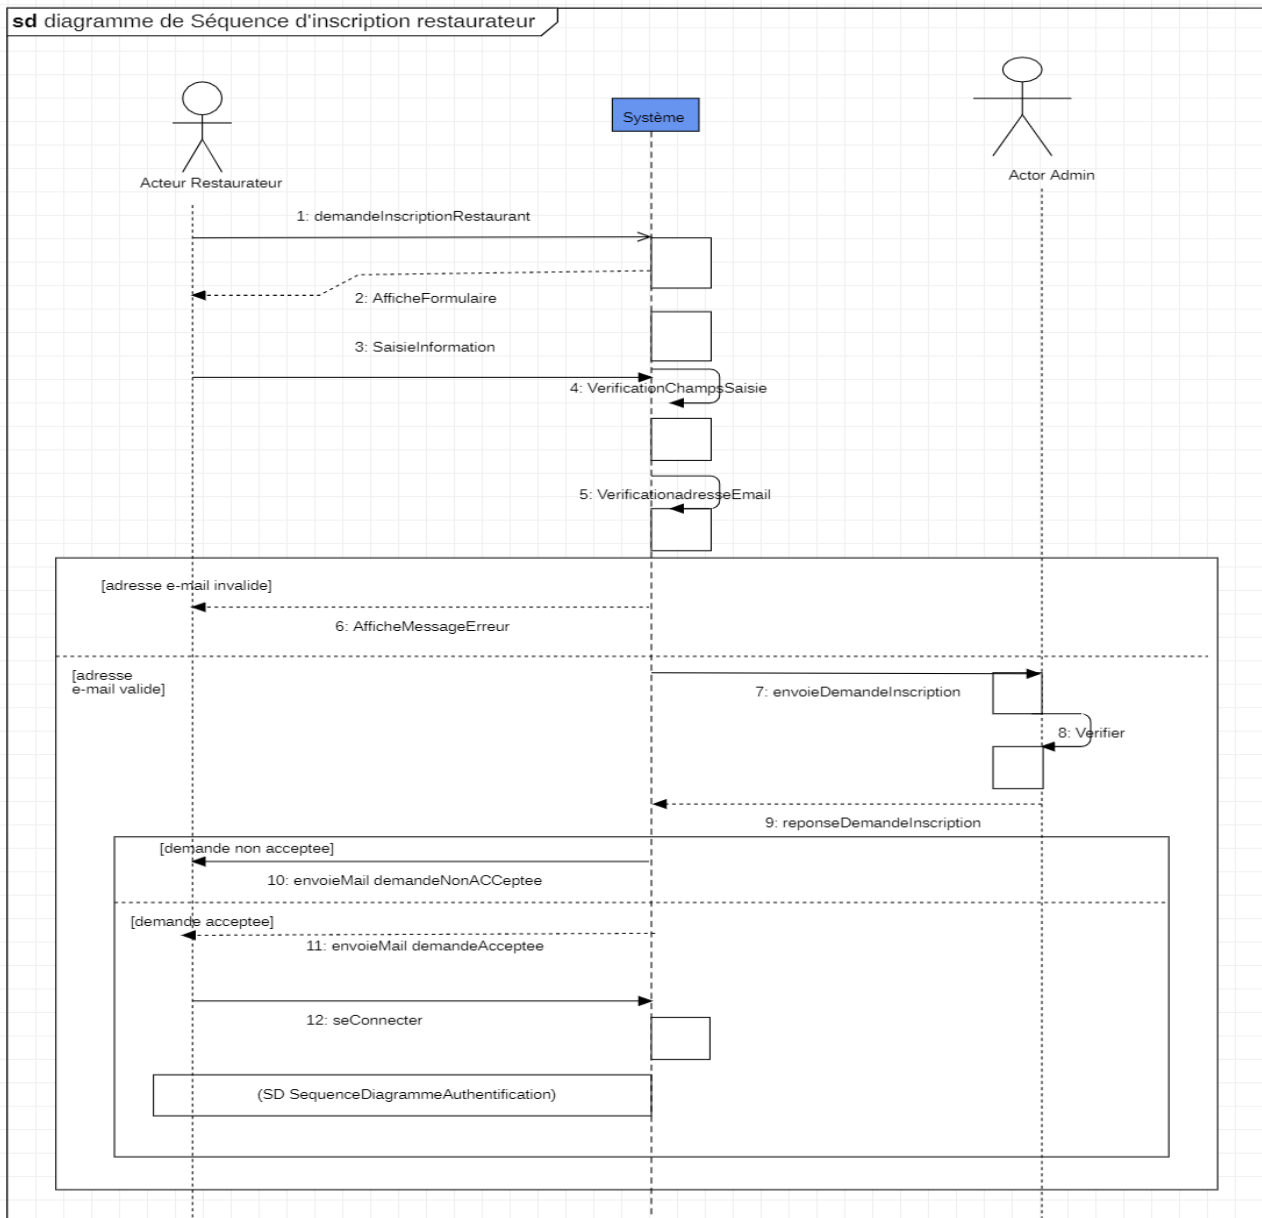 sd diagramme de Séquence d'inscription restaurateur
Système
Acteur Restaurateur
Actor Admin
1: demandeInscriptionRestaurant
2: AfficheFormulaire
3: SaisieInformation
4: VerificationChampsSaisie
5: VerificationadresseEmail
[adresse e-mail invalide]
6: AfficheMessageErreur
[adresse
e-mail valide]
7: envoieDemandeInscription
8: Verifier
9: reponseDemandeInscription
[demande non acceptee]
10: envoieMail demandeNonACCeptee
[demande acceptee]
11: envoieMail demandeAcceptee
12: seConnecter
(SD SequenceDiagrammeAuthentification)